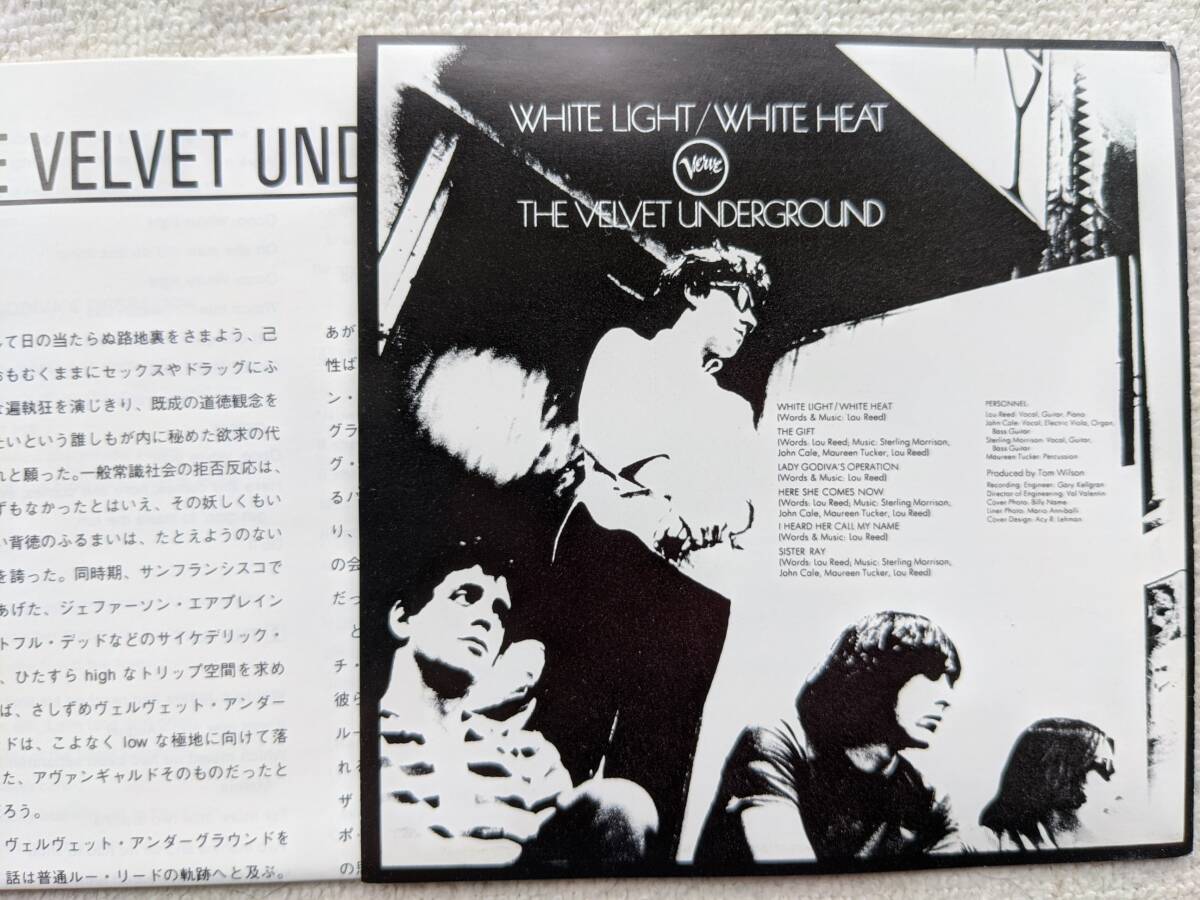 E VELVET UND
て日の当たらぬ路地裏をさまよう、己
おもむくままにセックスやドラッグにふ
な遍執狂を演じきり、既成の道徳観念を
たいという誰しもが内に秘めた欲求の代
れと願った。一般常識社会の拒否反応は、
ずもなかったとはいえ、その妖しくもい
い背徳のふるまいは、たとえようのない
を誇った。同時期、サンフランシスコで
あげた、ジェファーソン・エアプレイン
トフル・デッドなどのサイケデリック・
、ひたすら high なトリップ空間を求め
ば、さしずめヴェルヴェット・アンダー
ドは、こよなく low な極地に向けて落
た、アヴァンギャルドそのものだったと
ろう。
ヴェルヴェット・アンダーグラウンドを
話は普通ルー・リードの軌跡へと及ぶ。
あが
性ば
ン・
グラ
グ・
るバ
り、
の会
だっ
と
チ・
彼ら
ルー
れる
ザ
ポ・
の
WHITE LIGHT/WHITE HEAT
Verve
THE VELVET UNDERGROUND
WHITE LIGHT/WHITE HEAT
(Words & Music: Lou Reed)
THE GIFT
(Words: Lou Reed; Music: Sterling Morrison,
John Cale, Maureen Tucker, Lou Reed)
LADY GODIVA'S OPERATION
(Words & Music: Lou Reed)
HERE SHE COMES NOW
(Words: Lou Reed; Music: Sterling Morrison,
John Cale, Maureen Tucker, Lou Reed)
I HEARD HER CALL MY NAME
(Words & Music: Lou Reed)
SISTER RAY
(Words: Lou Reed; Music: Sterling Morrison,
John Cale, Maureen Tucker, Lou Reed)
PERSONNEL:
Lou Reed: Vocal, Guitar, Piano
John Cale: Vocal, Electric Viola, Organ,
Bass Guitar
Sterling Morrison: Vocal, Guitar,
Bass Guitar
Maureen Tucker: Percussion
Produced by Tom Wilson
Recording Engineer: Gary Kellgran
Director of Engineering: Val Valentin
Cover Photo: Billy Name
Liner Photo: Mario Anniballi
Cover Design: Acy R. Lehman